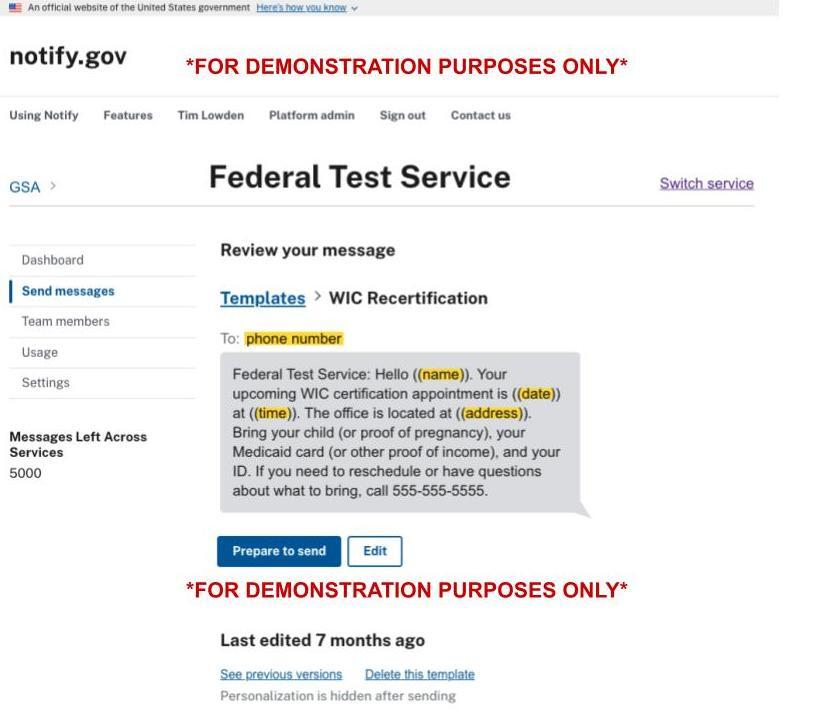 An official website of the United States government Here's how you know
notify.gov
*FOR DEMONSTRATION PURPOSES ONLY*
Using Notify Features Tim Lowden Platform admin Sign out Contact us
GSA > Federal Test Service Switch service
Dashboard
Send messages
Team members
Usage
Settings
Messages Left Across
Services
5000
Review your message
Templates > WIC Recertification
To: phone number
Federal Test Service: Hello ((name)). Your
upcoming WIC certification appointment is ((date))
at ((time)). The office is located at ((address)).
Bring your child (or proof of pregnancy), your
Medicaid card (or other proof of income), and your
ID. If you need to reschedule or have questions
about what to bring, call 555-555-5555.
Prepare to send Edit
*FOR DEMONSTRATION PURPOSES ONLY*
Last edited 7 months ago
See previous versions Delete this template
Personalization is hidden after sending